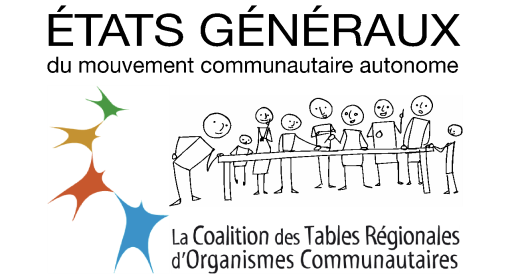 ÉTATS GÉNÉRAUX
du mouvement communautaire autonome
La Coalition des Tables Régionales
d'Organismes Communautaires